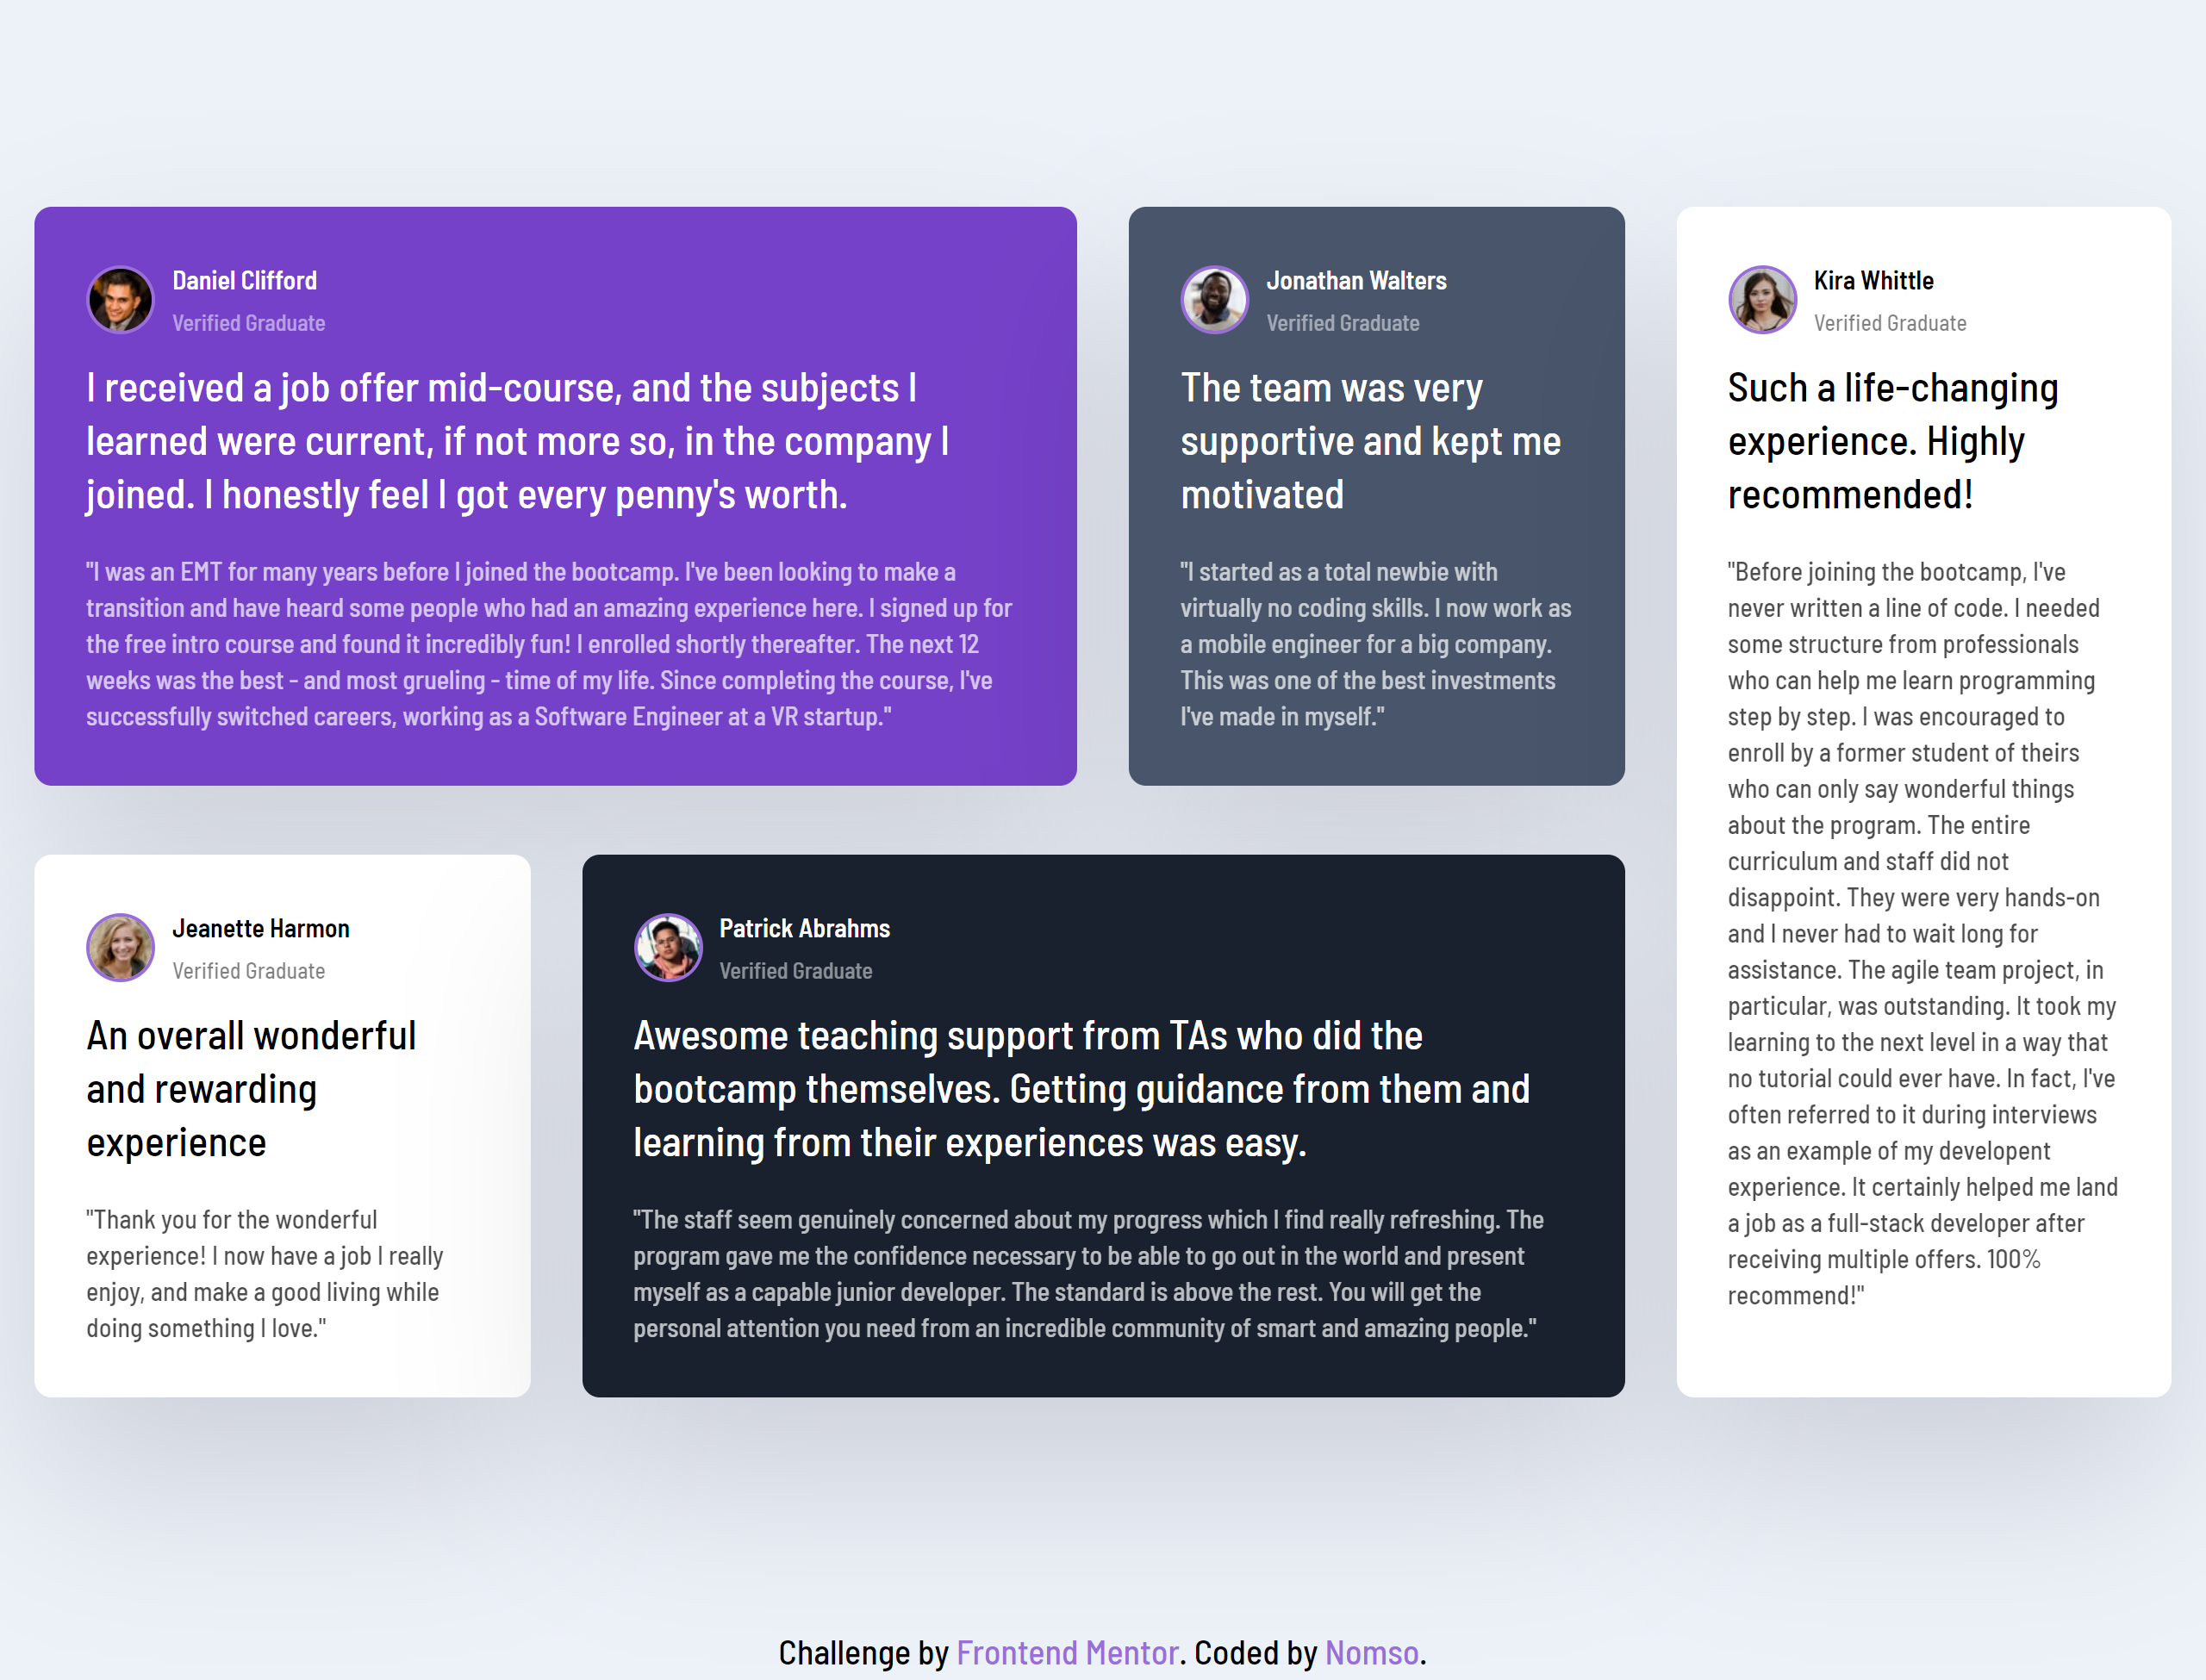 Daniel Clifford
Verified Graduate
I received a job offer mid-course, and the subjects I
learned were current, if not more so, in the company I
joined. I honestly feel I got every penny's worth.
"I was an EMT for many years before I joined the bootcamp. I've been looking to make a
transition and have heard some people who had an amazing experience here. I signed up for
the free intro course and found it incredibly fun! I enrolled shortly thereafter. The next 12
weeks was the best - and most grueling - time of my life. Since completing the course, I've
successfully switched careers, working as a Software Engineer at a VR startup."
Jonathan Walters
Verified Graduate
The team was very
supportive and kept me
motivated
"I started as a total newbie with
virtually no coding skills. I now work as
a mobile engineer for a big company.
This was one of the best investments
I've made in myself."
Kira Whittle
Verified Graduate
Such a life-changing
experience. Highly
recommended!
"Before joining the bootcamp, I've
never written a line of code. I needed
some structure from professionals
who can help me learn programming
step by step. I was encouraged to
enroll by a former student of theirs
who can only say wonderful things
about the program. The entire
curriculum and staff did not
disappoint. They were very hands-on
and I never had to wait long for
assistance. The agile team project, in
particular, was outstanding. It took my
learning to the next level in a way that
no tutorial could ever have. In fact, I've
often referred to it during interviews
as an example of my developent
experience. It certainly helped me land
a job as a full-stack developer after
receiving multiple offers. 100%
recommend!"
Jeanette Harmon
Verified Graduate
An overall wonderful
and rewarding
experience
"Thank you for the wonderful
experience! I now have a job I really
enjoy, and make a good living while
doing something I love."
Patrick Abrahms
Verified Graduate
Awesome teaching support from TAs who did the
bootcamp themselves. Getting guidance from them and
learning from their experiences was easy.
"The staff seem genuinely concerned about my progress which I find really refreshing. The
program gave me the confidence necessary to be able to go out in the world and present
myself as a capable junior developer. The standard is above the rest. You will get the
personal attention you need from an incredible community of smart and amazing people."
Challenge by Frontend Mentor. Coded by Nomso.